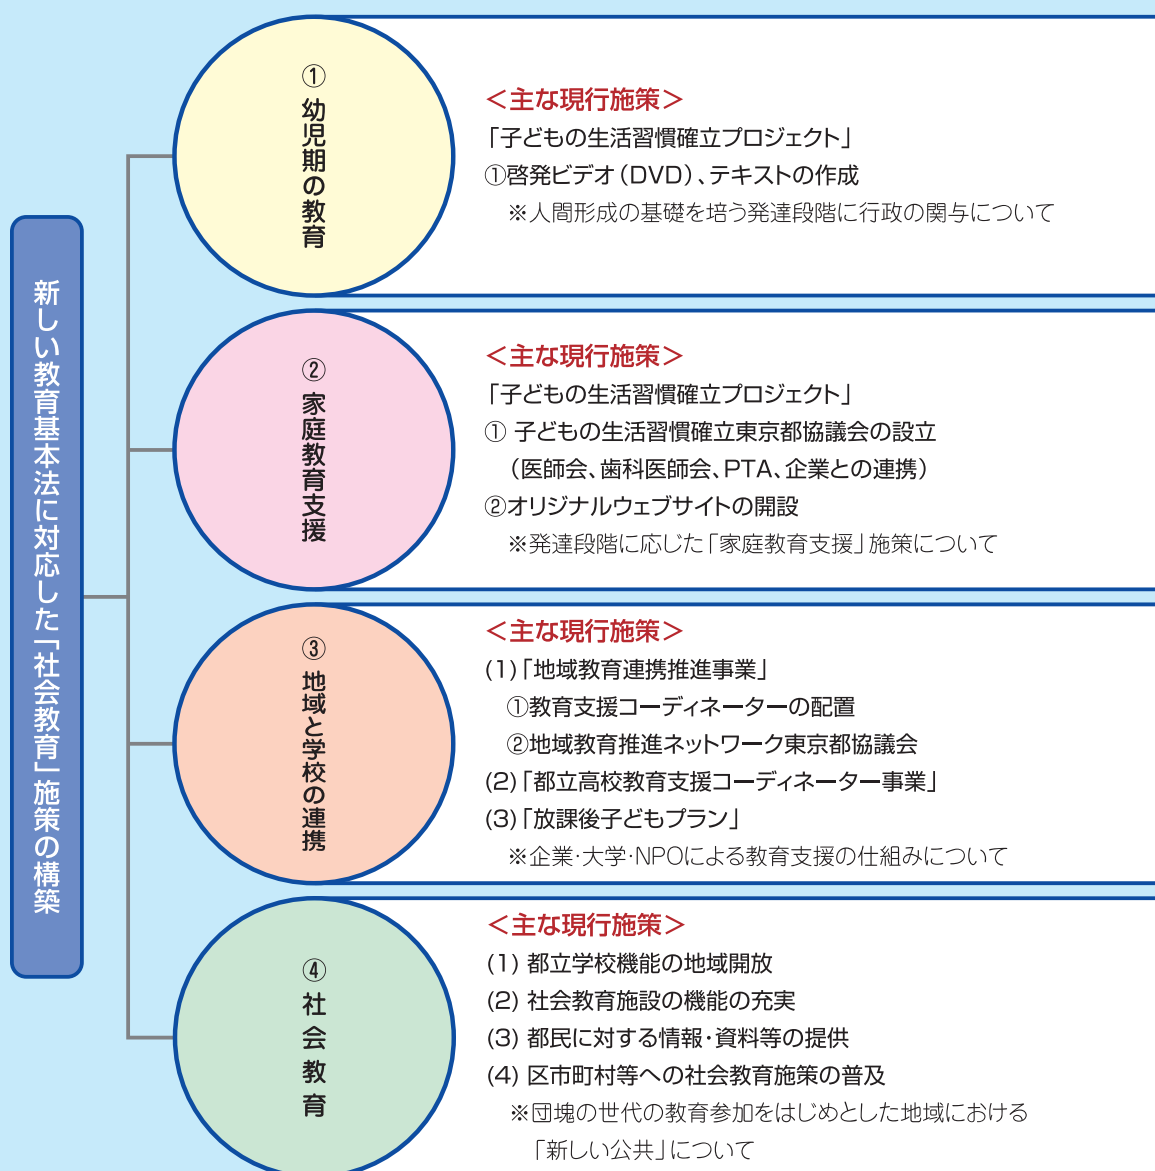 新しい教育基本法に対応した「社会教育」施策の構築
① 幼児期の教育
＜主な現行施策＞
「子どもの生活習慣確立プロジェクト」
①啓発ビデオ（DVD）、テキストの作成
※人間形成の基礎を培う発達段階に行政の関与について
② 家庭教育支援
＜主な現行施策＞
「子どもの生活習慣確立プロジェクト」
① 子どもの生活習慣確立東京都協議会の設立
（医師会、歯科医師会、PTA、企業との連携）
②オリジナルウェブサイトの開設
※発達段階に応じた「家庭教育支援」施策について
③ 地域と学校の連携
＜主な現行施策＞
(1)「地域教育連携推進事業」
①教育支援コーディネーターの配置
②地域教育推進ネットワーク東京都協議会
(2)「都立高校教育支援コーディネーター事業」
(3)「放課後子どもプラン」
※企業・大学・NPOによる教育支援の仕組みについて
④ 社会教育
＜主な現行施策＞
(1) 都立学校機能の地域開放
(2) 社会教育施設の機能の充実
(3) 都民に対する情報・資料等の提供
(4) 区市町村等への社会教育施策の普及
※団塊の世代の教育参加をはじめとした地域における
「新しい公共」について